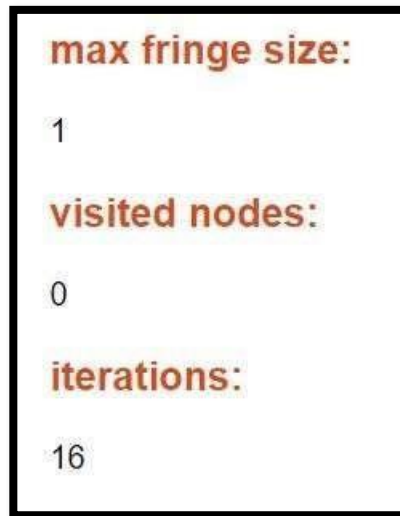 max fringe size:
1
visited nodes:
0
iterations:
16